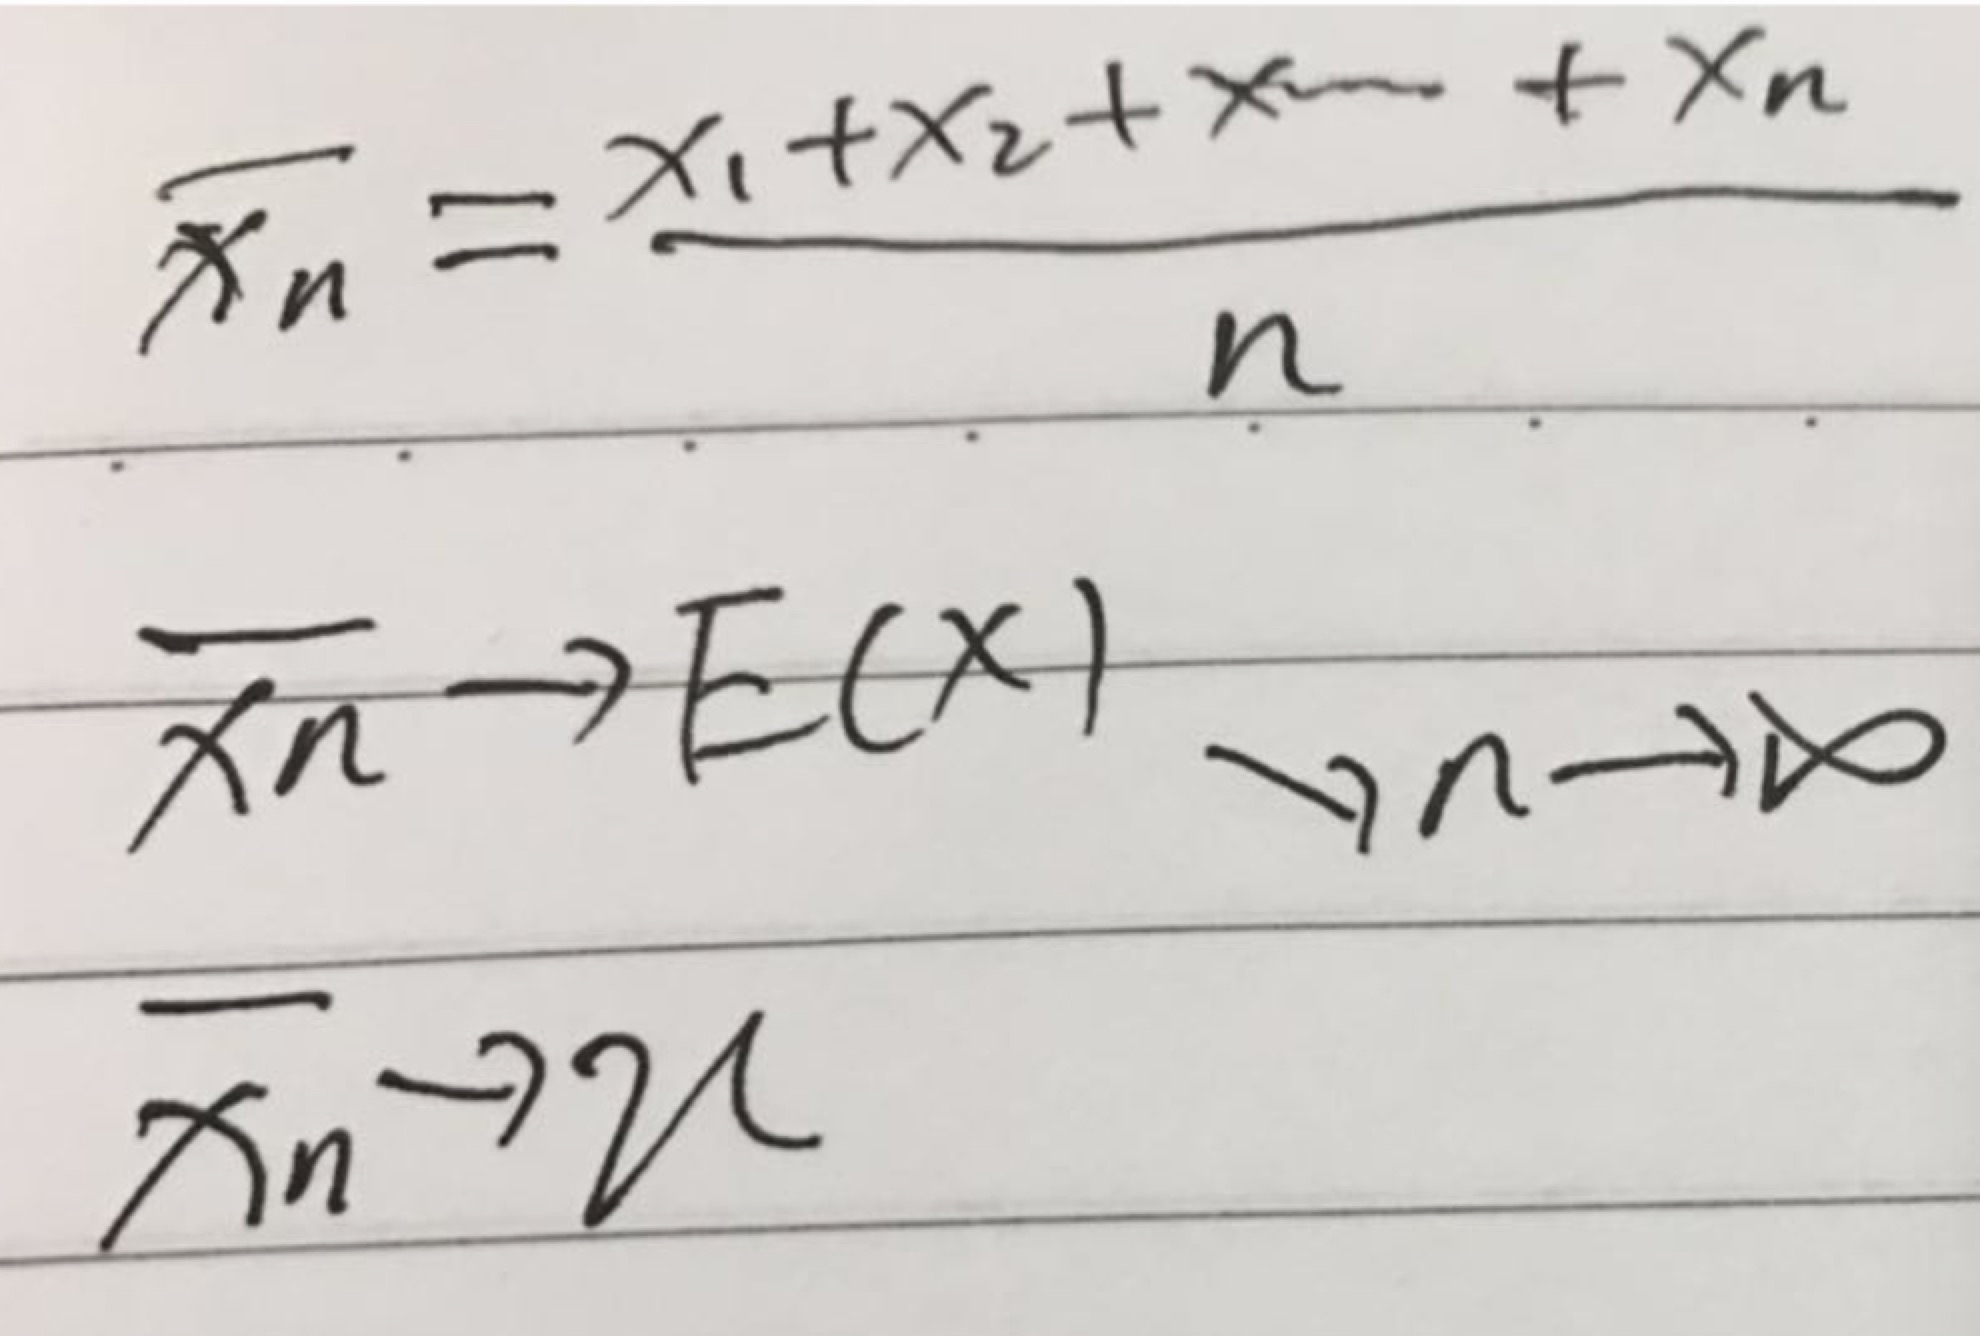 x̄n = (x₁ + x₂ + x---- + xn) / n
x̄n → E(x) → n → ∞
x̄n → μ